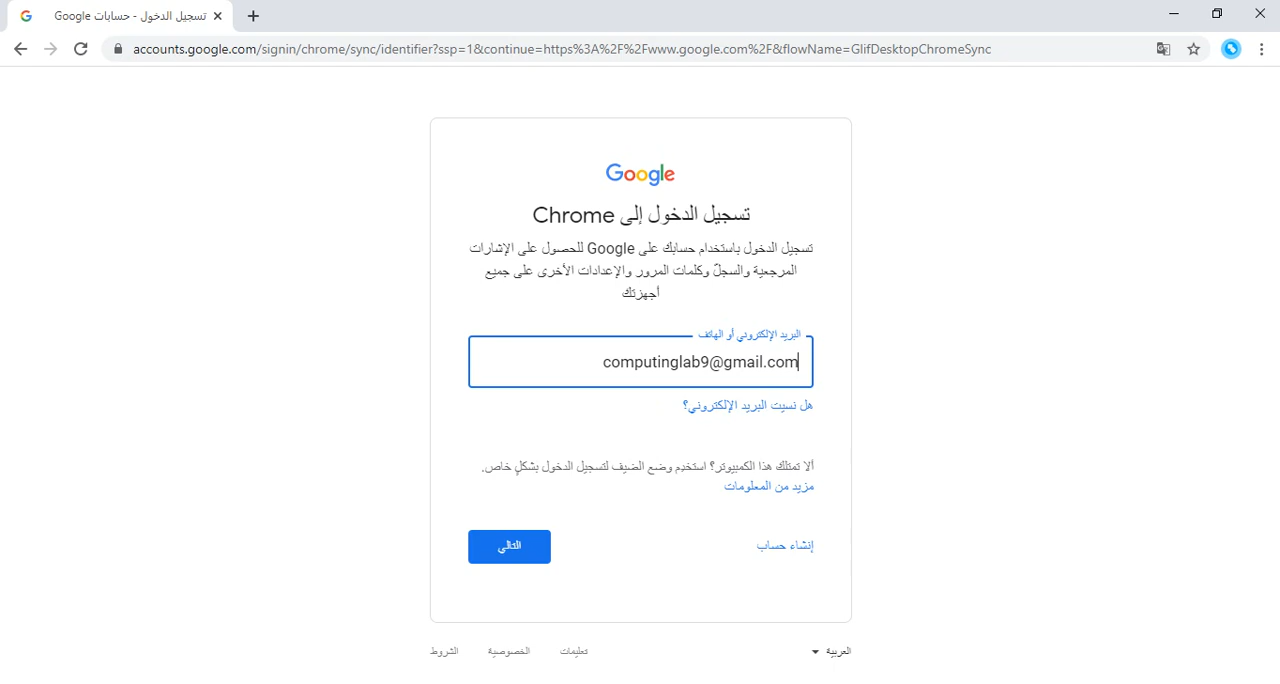 تسجيل الدخول - حسابات Google
accounts.google.com/signin/chrome/sync/identifier?ssp=1&continue=https%3A%2F%2Fwww.google.com%2F&flowName=GlifDesktopChromeSync
Google
تسجيل الدخول إلى Chrome
تسجيل الدخول باستخدام حسابك على Google للحصول على الإشارات
المرجعية والسجلّ وكلمات المرور والإعدادات الأخرى على جميع
أجهزتك
البريد الإلكتروني أو الهاتف
computinglab9@gmail.com
هل نسيت البريد الإلكتروني؟
ألا تمتلك هذا الكمبيوتر؟ استخدِم وضع الضيف لتسجيل الدخول بشكلٍ خاص.
مزيد من المعلومات
إنشاء حساب
التالي
العربية
تعليمات
الخصوصية
الشروط